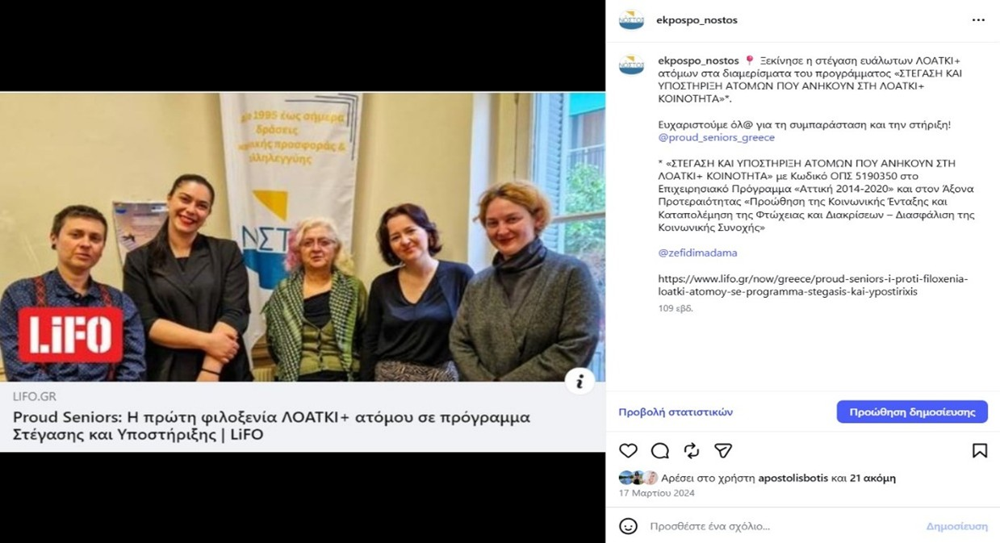 από 1995 έως σήμερα
δράσεις
κοινωνικής προσφοράς &
αλληλεγγύης
ΝΣΤ
LiFO
LIFO.GR
Proud Seniors: Η πρώτη φιλοξενία ΛΟΑΤΚΙ+ ατόμου σε πρόγραμμα
Στέγασης και Υποστήριξης | LiFO
ΝΟΣΤΟΣ
ekpospo_nostos
ΝΟΣΤΟΣ
ekpospo_nostos 📍 Ξεκίνησε η στέγαση ευάλωτων ΛΟΑΤΚΙ+
ατόμων στα διαμερίσματα του προγράμματος «ΣΤΕΓΑΣΗ ΚΑΙ
ΥΠΟΣΤΗΡΙΞΗ ΑΤΟΜΩΝ ΠΟΥ ΑΝΗΚΟΥΝ ΣΤΗ ΛΟΑΤΚΙ+
ΚΟΙΝΟΤΗΤΑ»*.
Ευχαριστούμε όλ@ για τη συμπαράσταση και την στήριξη!
@proud_seniors_greece
* «ΣΤΕΓΑΣΗ ΚΑΙ ΥΠΟΣΤΗΡΙΞΗ ΑΤΟΜΩΝ ΠΟΥ ΑΝΗΚΟΥΝ ΣΤΗ
ΛΟΑΤΚΙ+ ΚΟΙΝΟΤΗΤΑ» με Κωδικό ΟΠΣ 5190350 στο
Επιχειρησιακό Πρόγραμμα «Αττική 2014-2020» και στον Άξονα
Προτεραιότητας «Προώθηση της Κοινωνικής Ένταξης και
Καταπολέμηση της Φτώχειας και Διακρίσεων – Διασφάλιση της
Κοινωνικής Συνοχής»
@zefidimadama
https://www.lifo.gr/now/greece/proud-seniors-i-proti-filoxenia-
loatki-atomoy-se-programma-stegasis-kai-ypostirixis
109 εβδ.
Προβολή στατιστικών
Προώθηση δημοσίευσης
Αρέσει στο χρήστη apostolisbotis και 21 ακόμη
17 Μαρτίου 2024
Προσθέστε ένα σχόλιο...
Δημοσίευση